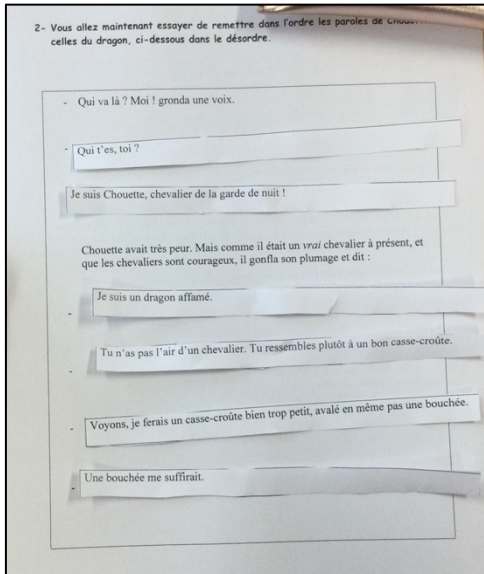 2- Vous allez maintenant essayer de remettre dans l'ordre les paroles de
celles du dragon, ci-dessous dans le désordre.
- Qui va là ? Moi ! gronda une voix.
- Qui t'es, toi ?
Je suis Chouette, chevalier de la garde de nuit !
Chouette avait très peur. Mais comme il était un vrai chevalier à présent, et
que les chevaliers sont courageux, il gonfla son plumage et dit :
- Je suis un dragon affamé.
- Tu n'as pas l'air d'un chevalier. Tu ressembles plutôt à un bon casse-croûte.
- Voyons, je ferais un casse-croûte bien trop petit, avalé en même pas une bouchée.
- Une bouchée me suffirait.